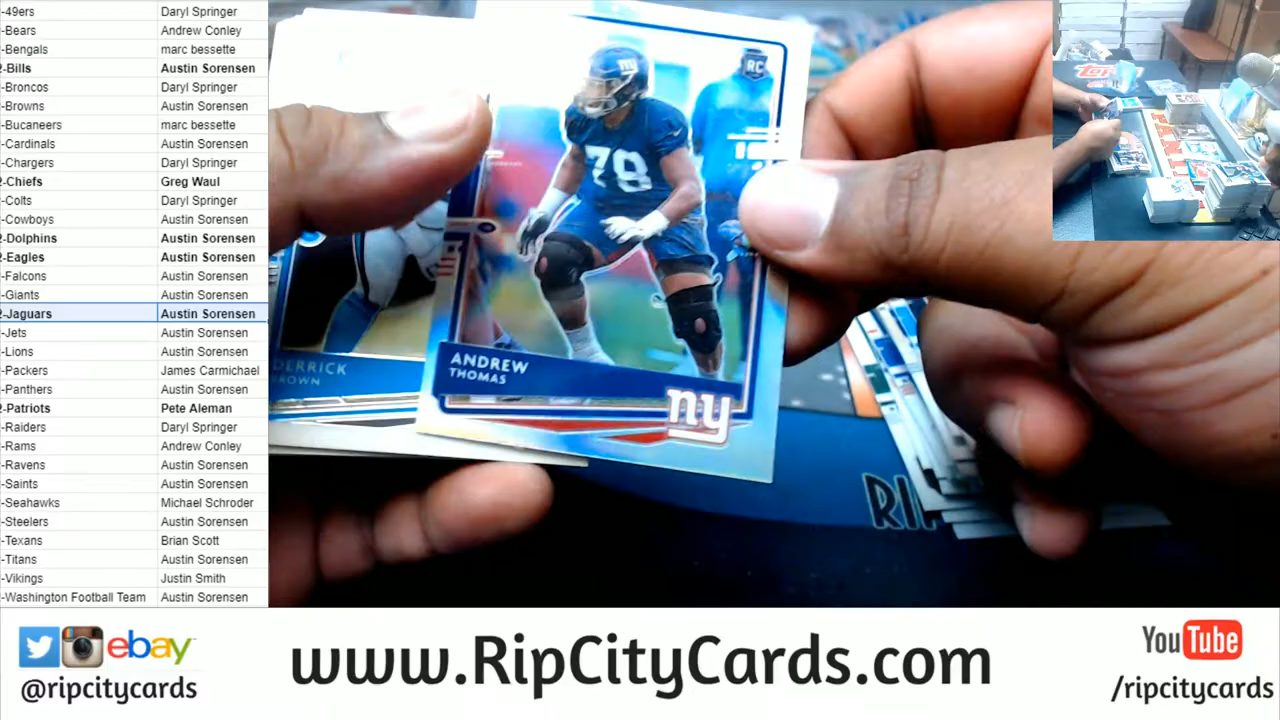 -49ers Daryl Springer
-Bears Andrew Conley
-Bengals marc bessette
2-Bills Austin Sorensen
-Broncos Daryl Springer
-Browns Austin Sorensen
-Bucaneers marc bessette
-Cardinals Austin Sorensen
-Chargers Daryl Springer
2-Chiefs Greg Waul
-Colts Daryl Springer
-Cowboys Austin Sorensen
2-Dolphins Austin Sorensen
2-Eagles Austin Sorensen
-Falcons Austin Sorensen
-Giants Austin Sorensen
2-Jaguars Austin Sorensen
-Jets Austin Sorensen
-Lions Austin Sorensen
-Packers James Carmichael
-Panthers Austin Sorensen
2-Patriots Pete Aleman
-Raiders Daryl Springer
-Rams Andrew Conley
-Ravens Austin Sorensen
-Saints Austin Sorensen
-Seahawks Michael Schroder
-Steelers Austin Sorensen
-Texans Brian Scott
-Titans Austin Sorensen
-Vikings Justin Smith
-Washington Football Team Austin Sorensen
RC
ny
78
ANDREW
THOMAS
ny
DERRICK
BROWN
RIP
topps
ebay
@ripcitycards
www.RipCityCards.com
YouTube
/ripcitycards